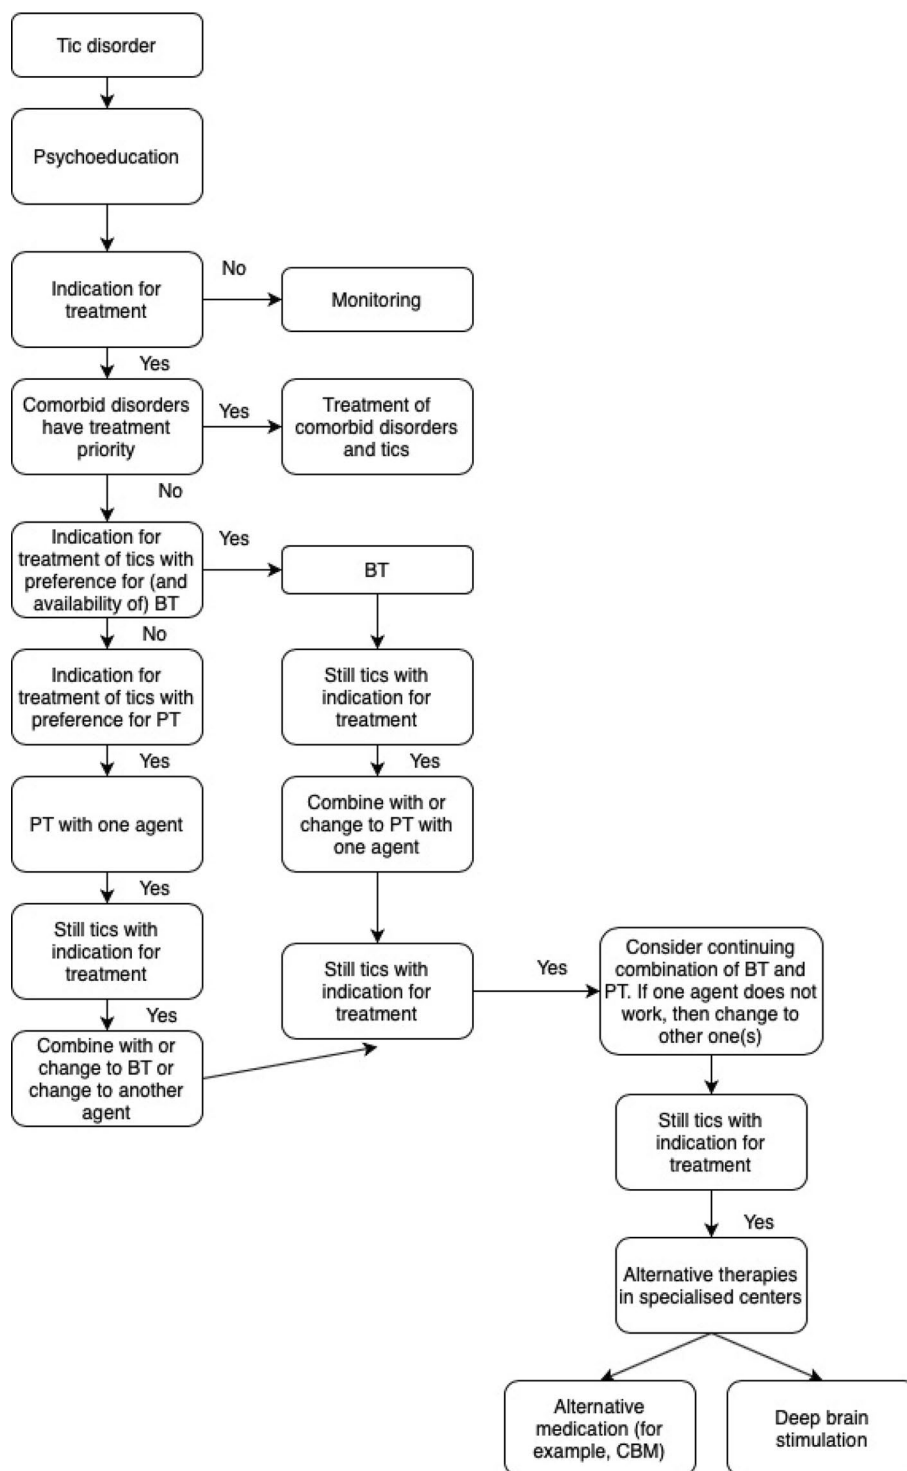 Tic disorder
Psychoeducation
Indication for
treatment
No
Monitoring
Yes
Comorbid disorders
have treatment
priority
Yes
Treatment of
comorbid disorders
and tics
No
Indication for
treatment of tics with
preference for (and
availability of) BT
Yes
BT
No
Indication for
treatment of tics with
preference for PT
Still tics with
indication for
treatment
Yes
Yes
PT with one agent
Combine with or
change to PT with
one agent
Yes
Still tics with
indication for
treatment
Yes
Combine with or
change to BT or
change to another
agent
Still tics with
indication for
treatment
Yes
Consider continuing
combination of BT and
PT. If one agent does not
work, then change to
other one(s)
Still tics with
indication for
treatment
Yes
Alternative therapies
in specialised centers
Alternative
medication (for
example, CBM)
Deep brain
stimulation